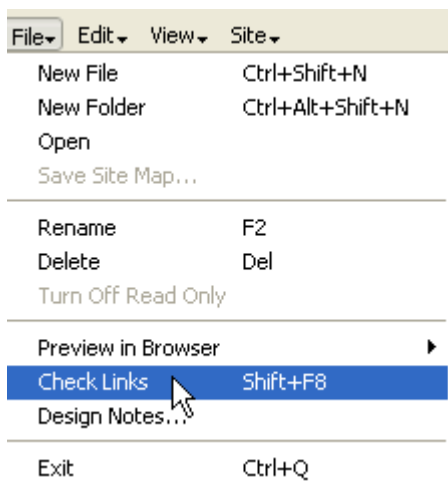 File Edit View Site
New File Ctrl+Shift+N
New Folder Ctrl+Alt+Shift+N
Open
Save Site Map...
Rename F2
Delete Del
Turn Off Read Only
Preview in Browser
Check Links Shift+F8
Design Notes...
Exit Ctrl+Q